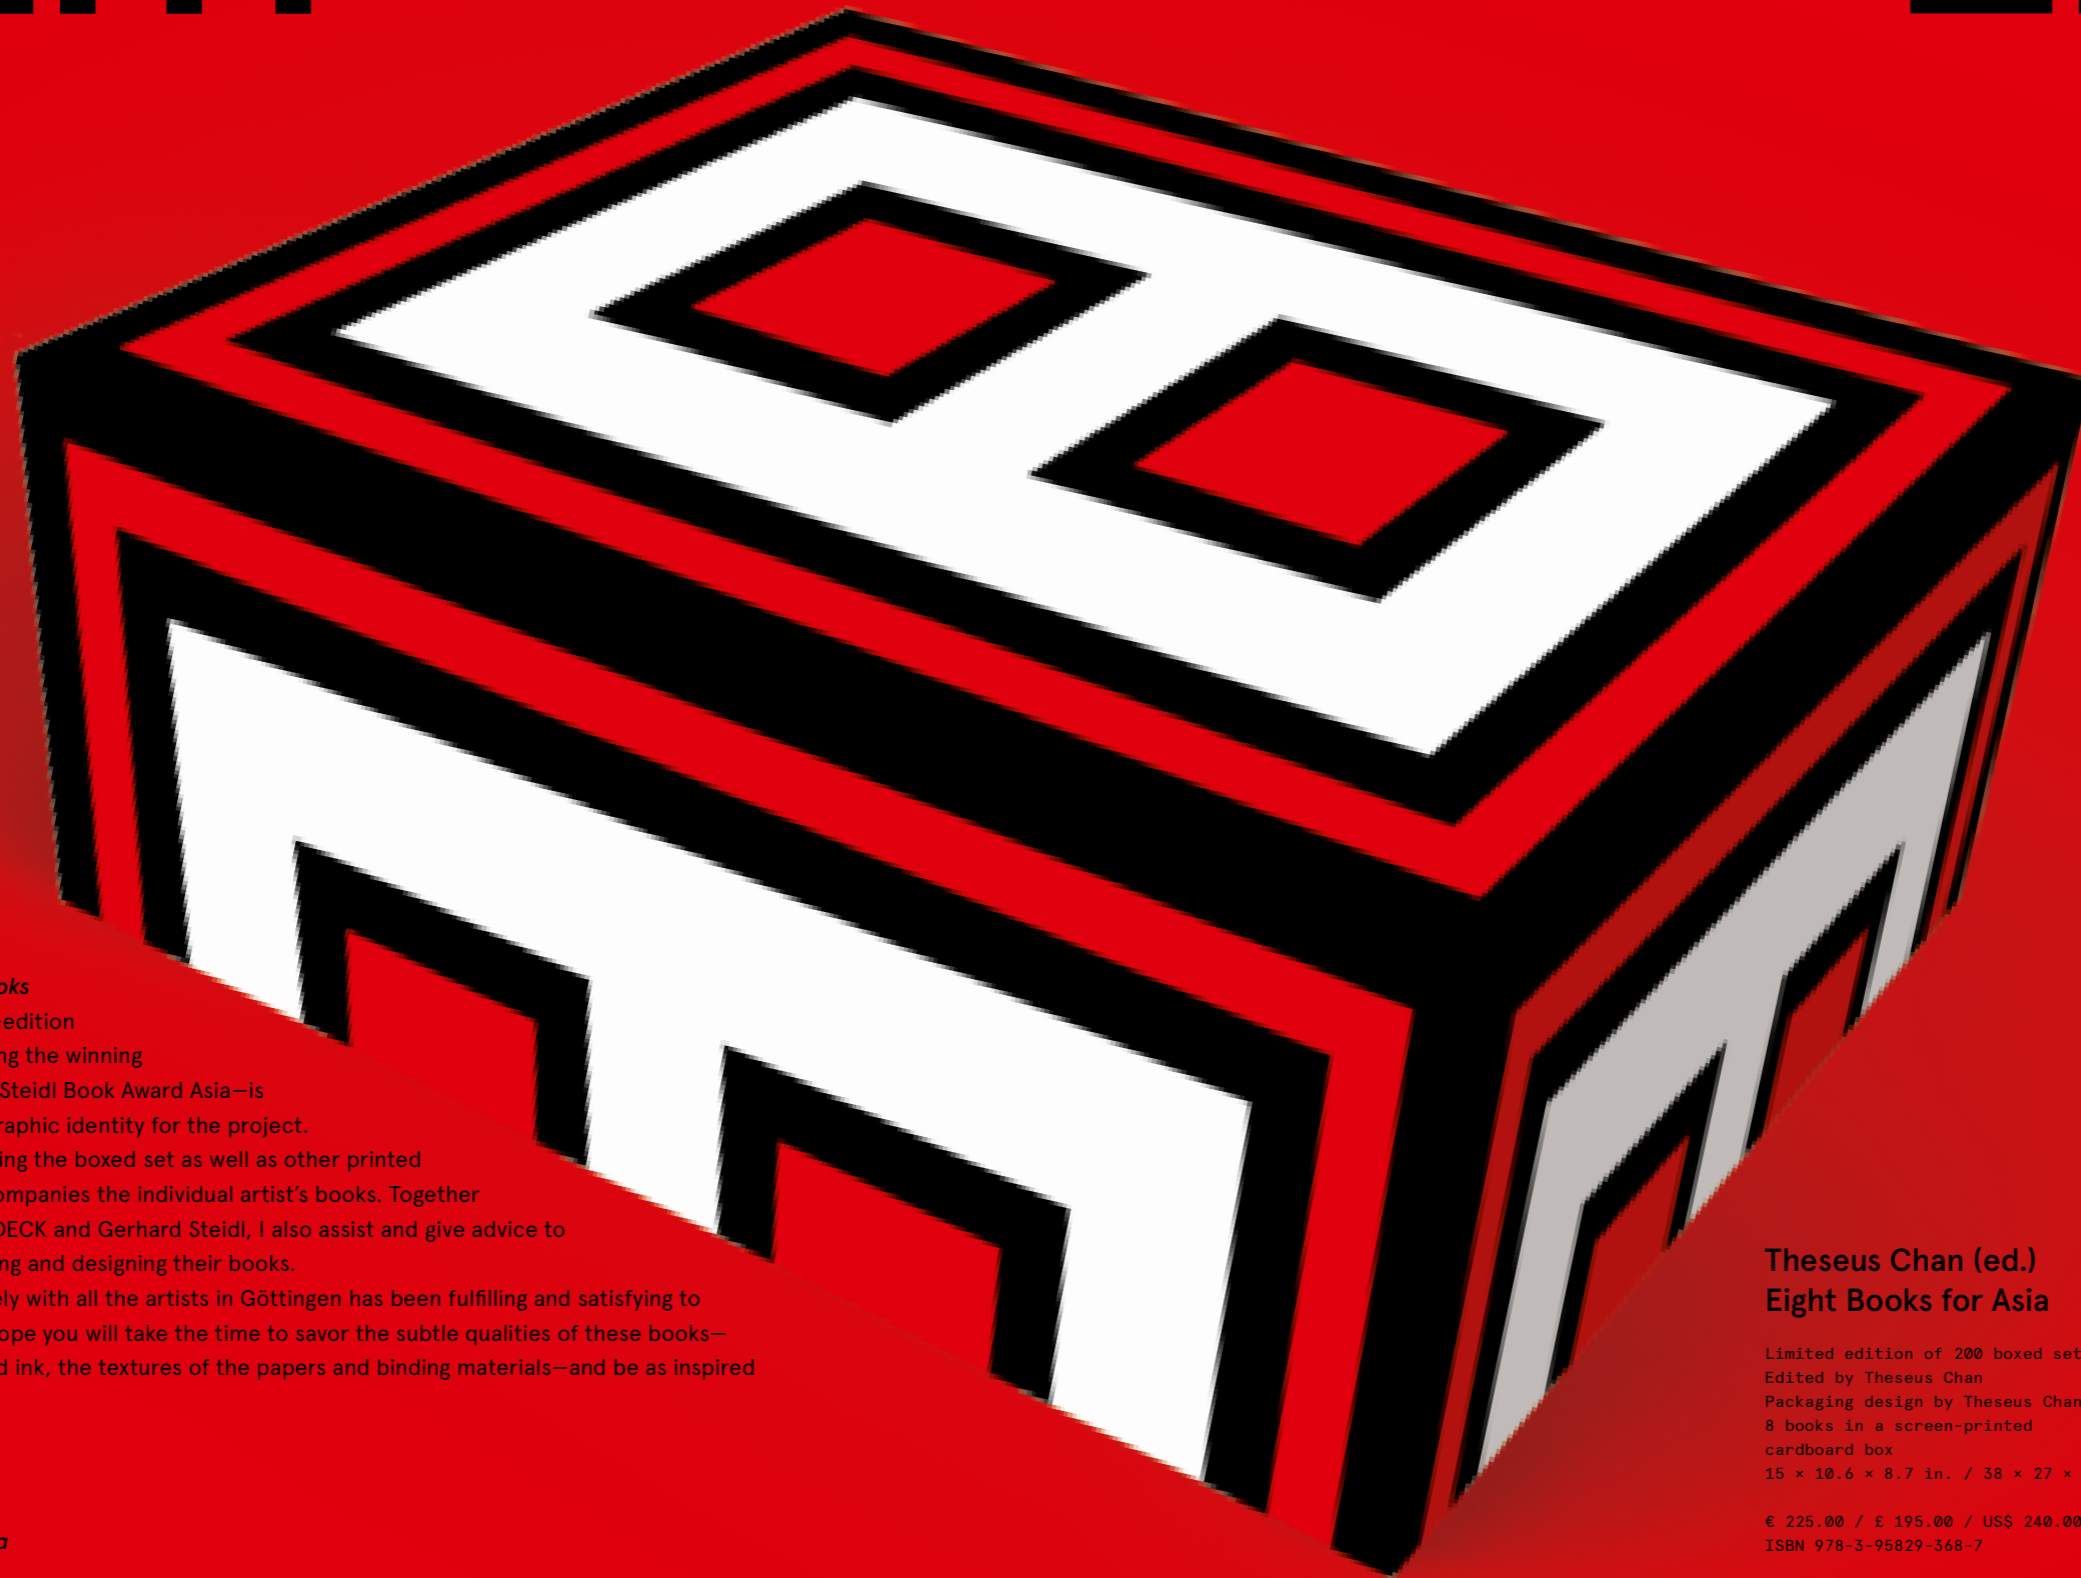 oks
-edition
ng the winning
Steidl Book Award Asia—is
raphic identity for the project.
ing the boxed set as well as other printed
ompanies the individual artist’s books. Together
DECK and Gerhard Steidl, I also assist and give advice to
ng and designing their books.
ely with all the artists in Göttingen has been fulfilling and satisfying to
ope you will take the time to savor the subtle qualities of these books—
d ink, the textures of the papers and binding materials—and be as inspired
a
Theseus Chan (ed.)
Eight Books for Asia
Limited edition of 200 boxed set
Edited by Theseus Chan
Packaging design by Theseus Chan
8 books in a screen-printed
cardboard box
15 × 10.6 × 8.7 in. / 38 × 27 ×
€ 225.00 / £ 195.00 / US$ 240.00
ISBN 978-3-95829-368-7